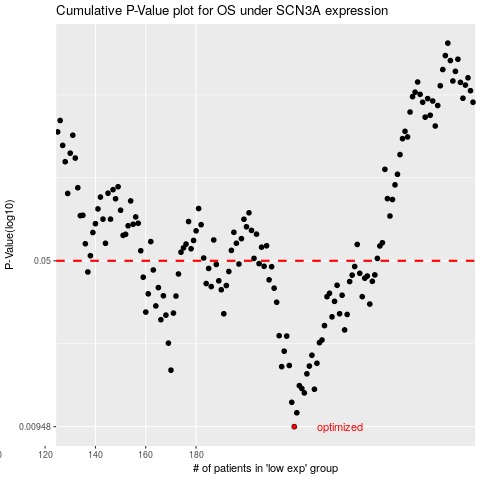 Cumulative P-Value plot for OS under SCN3A expression
P-Value(log10)
0.05
0.00948
optimized
0 120 140 160 180
# of patients in 'low exp' group